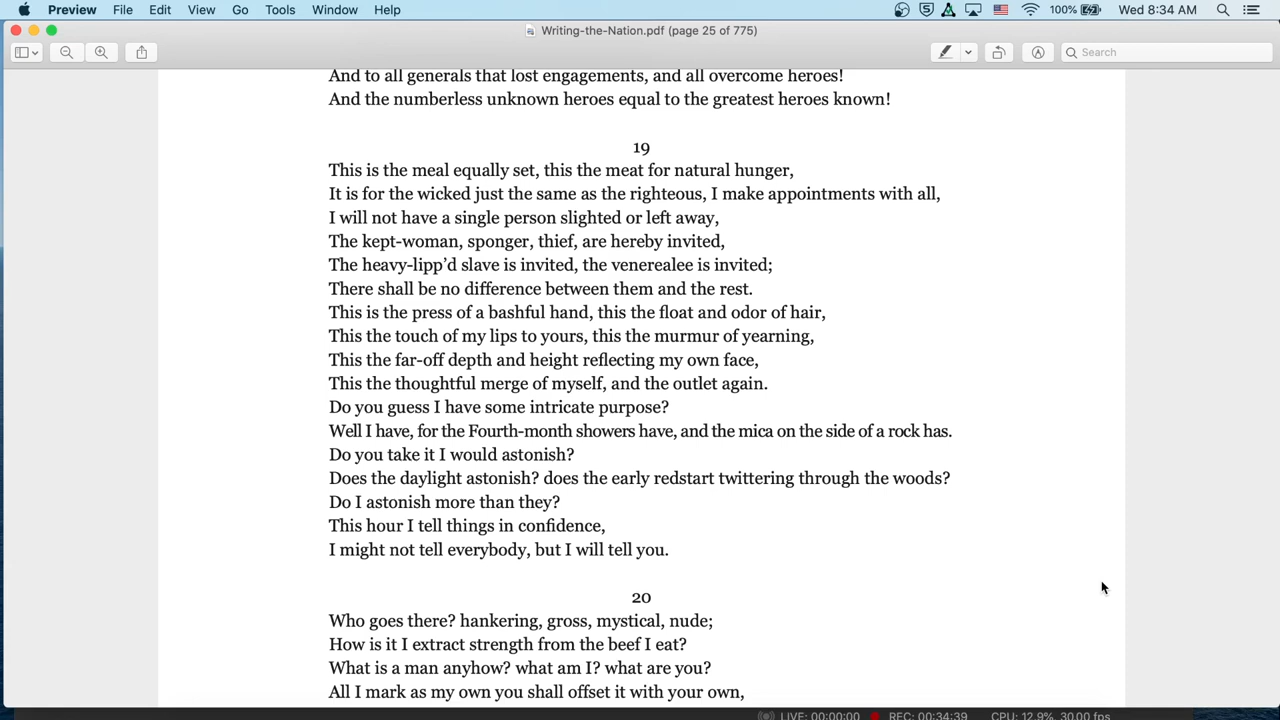 Preview File Edit View Go Tools Window Help 100% Wed 8:34 AM
Writing-the-Nation.pdf (page 25 of 775)
Search
And to all generals that lost engagements, and all overcome heroes!
And the numberless unknown heroes equal to the greatest heroes known!
19
This is the meal equally set, this the meat for natural hunger,
It is for the wicked just the same as the righteous, I make appointments with all,
I will not have a single person slighted or left away,
The kept-woman, sponger, thief, are hereby invited,
The heavy-lipp’d slave is invited, the venerealee is invited;
There shall be no difference between them and the rest.
This is the press of a bashful hand, this the float and odor of hair,
This the touch of my lips to yours, this the murmur of yearning,
This the far-off depth and height reflecting my own face,
This the thoughtful merge of myself, and the outlet again.
Do you guess I have some intricate purpose?
Well I have, for the Fourth-month showers have, and the mica on the side of a rock has.
Do you take it I would astonish?
Does the daylight astonish? does the early redstart twittering through the woods?
Do I astonish more than they?
This hour I tell things in confidence,
I might not tell everybody, but I will tell you.
20
Who goes there? hankering, gross, mystical, nude;
How is it I extract strength from the beef I eat?
What is a man anyhow? what am I? what are you?
All I mark as my own you shall offset it with your own,
LIVE: 00:00:00 REC: 00:34:39 CPU: 12.9%, 30.00 fps